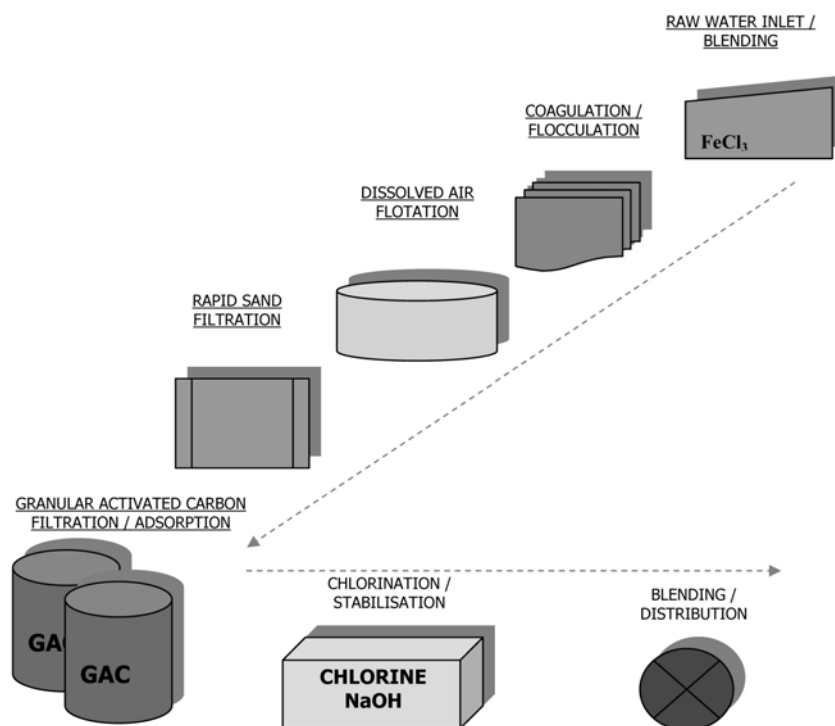 RAW WATER INLET /
BLENDING
FeCl₃
COAGULATION /
FLOCCULATION
DISSOLVED AIR
FLOTATION
RAPID SAND
FILTRATION
GRANULAR ACTIVATED CARBON
FILTRATION / ADSORPTION
GAC
GAC
CHLORINATION /
STABILISATION
CHLORINE
NaOH
BLENDING /
DISTRIBUTION